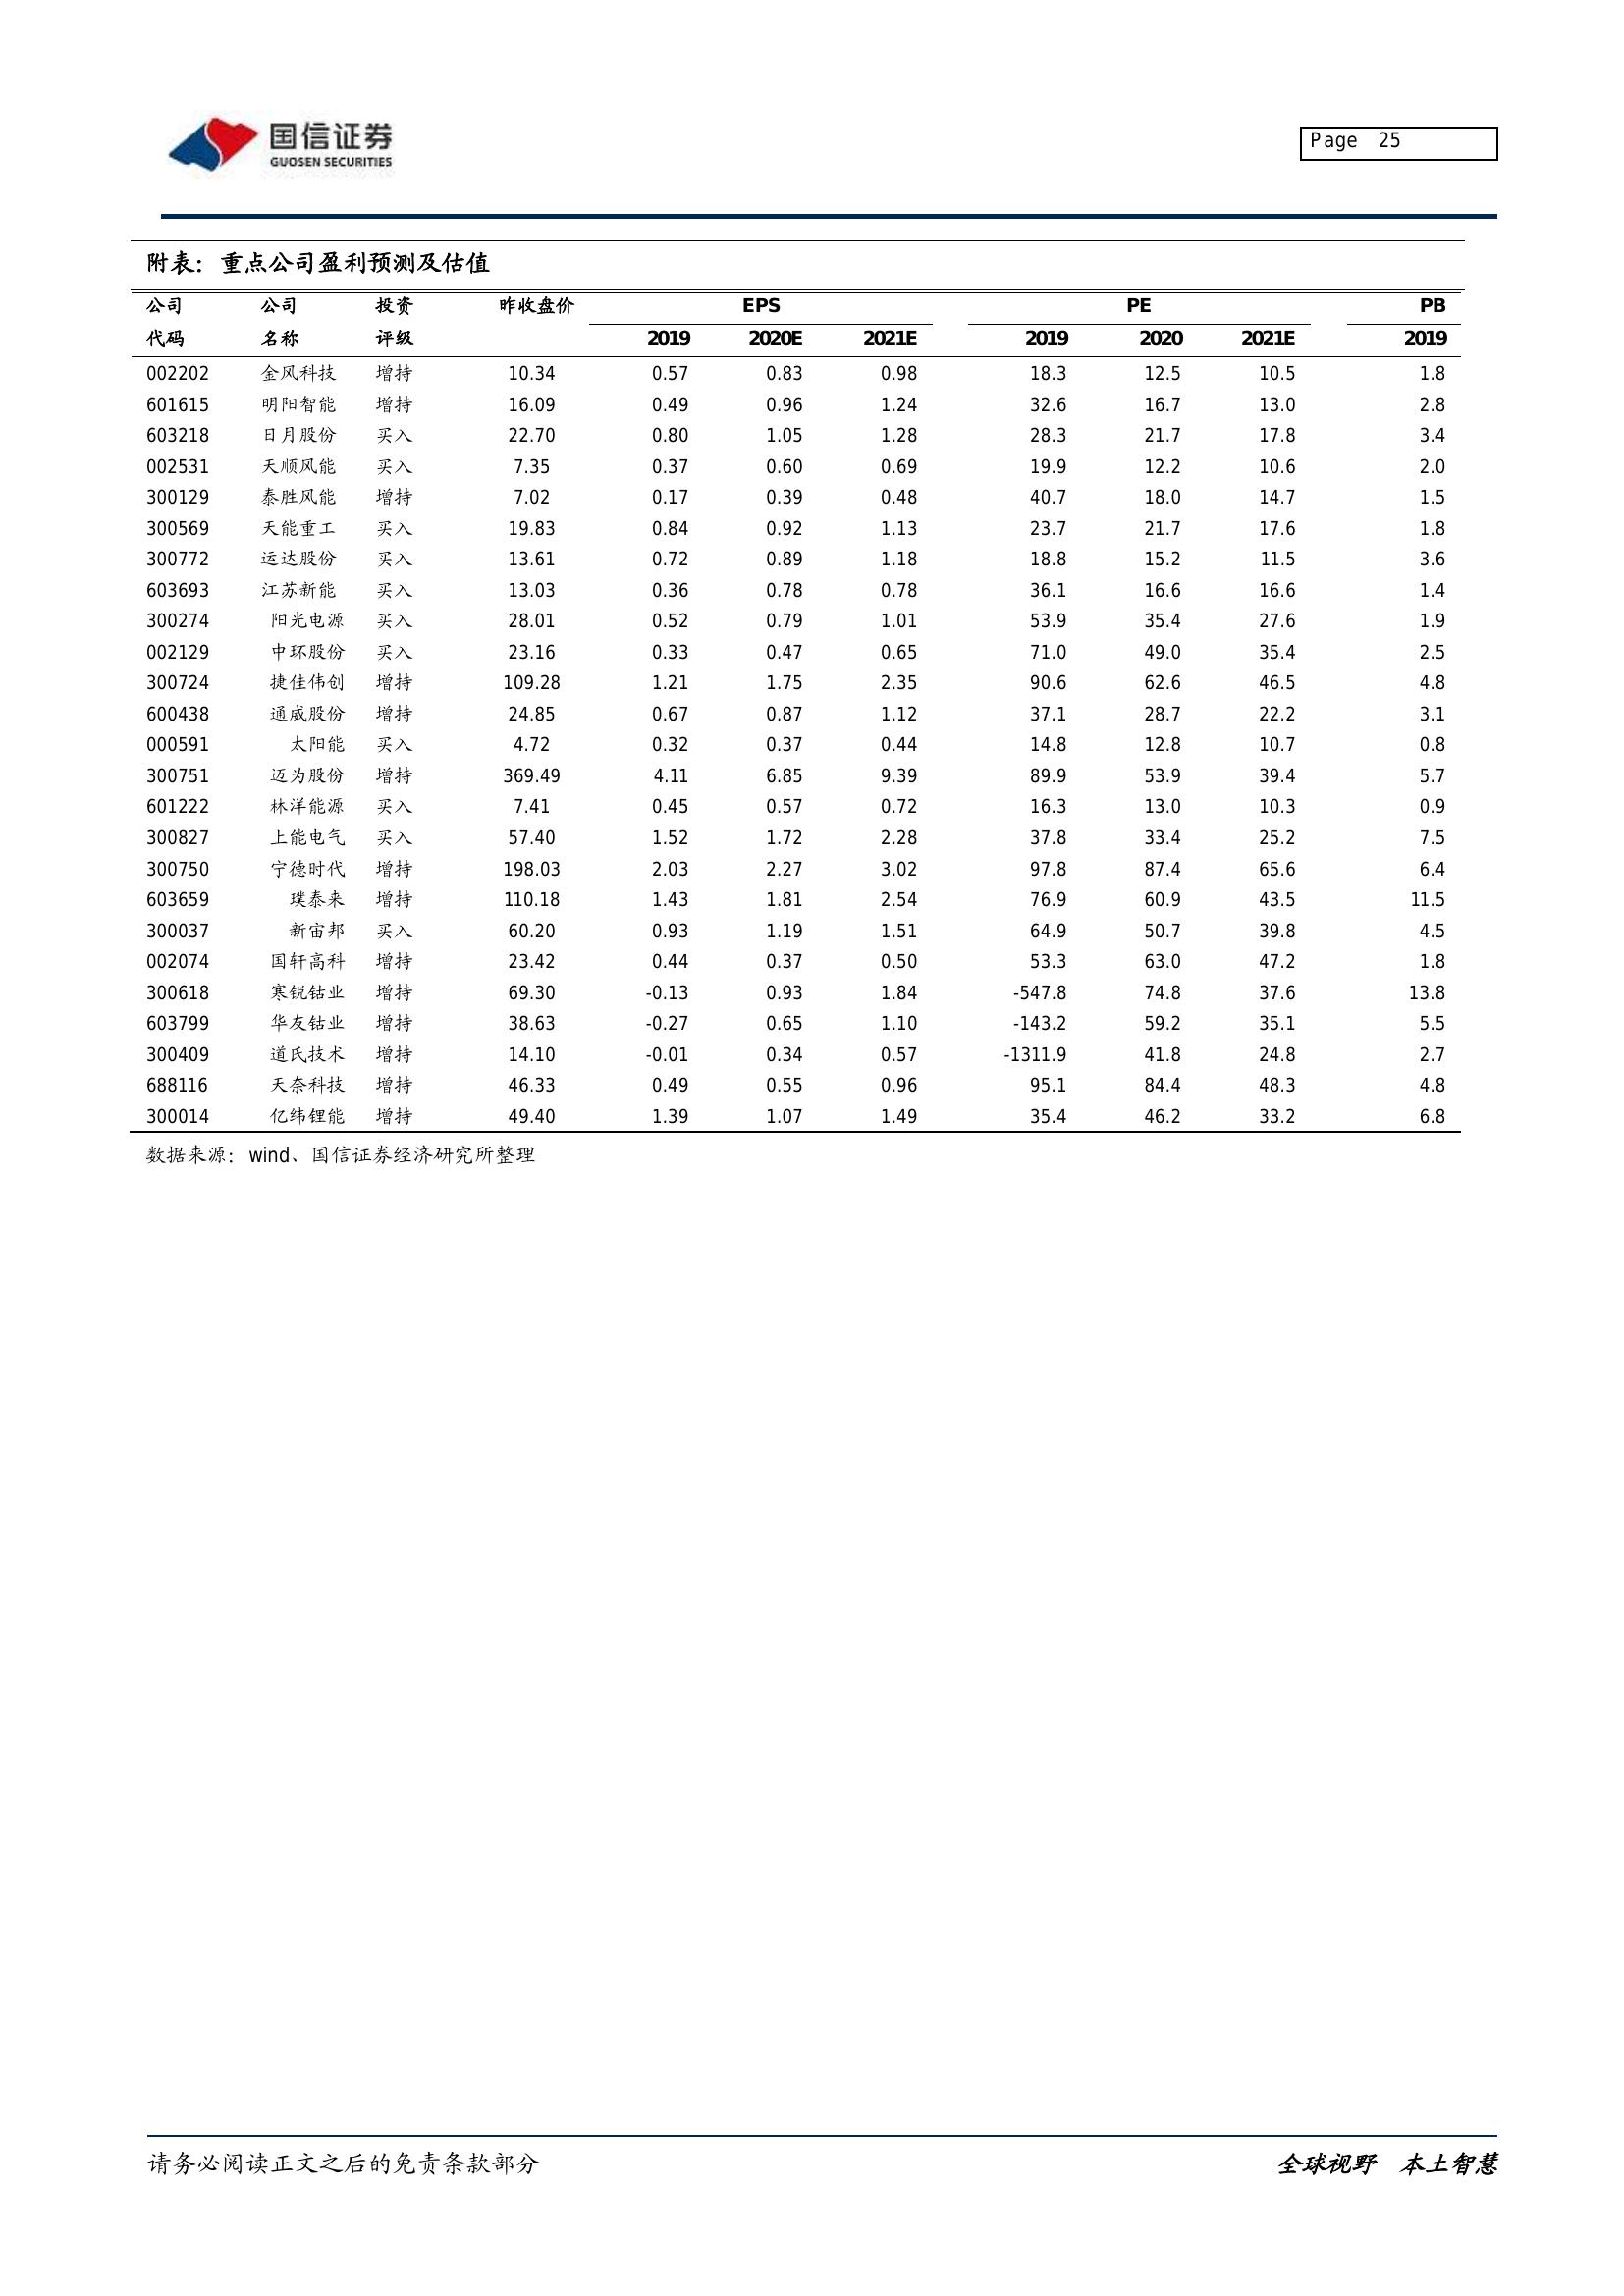 国信证券
GUOSEN SECURITIES
Page 25
附表：重点公司盈利预测及估值
公司 公司 投资 昨收盘价 EPS PE PB
代码 名称 评级 2019 2020E 2021E 2019 2020 2021E 2019
002202 金风科技 增持 10.34 0.57 0.83 0.98 18.3 12.5 10.5 1.8
601615 明阳智能 增持 16.09 0.49 0.96 1.24 32.6 16.7 13.0 2.8
603218 日月股份 买入 22.70 0.80 1.05 1.28 28.3 21.7 17.8 3.4
002531 天顺风能 买入 7.35 0.37 0.60 0.69 19.9 12.2 10.6 2.0
300129 泰胜风能 增持 7.02 0.17 0.39 0.48 40.7 18.0 14.7 1.5
300569 天能重工 买入 19.83 0.84 0.92 1.13 23.7 21.7 17.6 1.8
300772 运达股份 买入 13.61 0.72 0.89 1.18 18.8 15.2 11.5 3.6
603693 江苏新能 买入 13.03 0.36 0.78 0.78 36.1 16.6 16.6 1.4
300274 阳光电源 买入 28.01 0.52 0.79 1.01 53.9 35.4 27.6 1.9
002129 中环股份 买入 23.16 0.33 0.47 0.65 71.0 49.0 35.4 2.5
300724 捷佳伟创 增持 109.28 1.21 1.75 2.35 90.6 62.6 46.5 4.8
600438 通威股份 增持 24.85 0.67 0.87 1.12 37.1 28.7 22.2 3.1
000591 太阳能 买入 4.72 0.32 0.37 0.44 14.8 12.8 10.7 0.8
300751 迈为股份 增持 369.49 4.11 6.85 9.39 89.9 53.9 39.4 5.7
601222 林洋能源 买入 7.41 0.45 0.57 0.72 16.3 13.0 10.3 0.9
300827 上能电气 买入 57.40 1.52 1.72 2.28 37.8 33.4 25.2 7.5
300750 宁德时代 增持 198.03 2.03 2.27 3.02 97.8 87.4 65.6 6.4
603659 璞泰来 增持 110.18 1.43 1.81 2.54 76.9 60.9 43.5 11.5
300037 新宙邦 买入 60.20 0.93 1.19 1.51 64.9 50.7 39.8 4.5
002074 国轩高科 增持 23.42 0.44 0.37 0.50 53.3 63.0 47.2 1.8
300618 寒锐钴业 增持 69.30 -0.13 0.93 1.84 -547.8 74.8 37.6 13.8
603799 华友钴业 增持 38.63 -0.27 0.65 1.10 -143.2 59.2 35.1 5.5
300409 道氏技术 增持 14.10 -0.01 0.34 0.57 -1311.9 41.8 24.8 2.7
688116 天奈科技 增持 46.33 0.49 0.55 0.96 95.1 84.4 48.3 4.8
300014 亿纬锂能 增持 49.40 1.39 1.07 1.49 35.4 46.2 33.2 6.8
数据来源：wind、国信证券经济研究所整理
请务必阅读正文之后的免责条款部分 全球视野 本土智慧